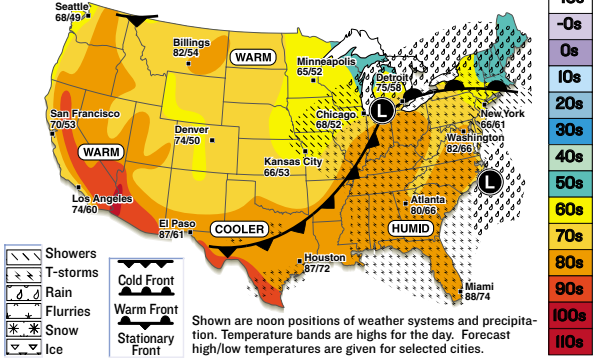 Seattle
68/49
Billings
82/54
WARM
Minneapolis
65/52
Detroit
75/58
L
San Francisco
70/53
Denver
74/50
Chicago
68/52
New York
66/61
Washington
82/66
WARM
Kansas City
66/53
L
Los Angeles
74/60
El Paso
87/61
COOLER
Atlanta
80/66
HUMID
Houston
87/72
Miami
88/74
Showers
T-storms
Rain
Flurries
Snow
Ice
Cold Front
Warm Front
Stationary
Front
Shown are noon positions of weather systems and precipita-
tion. Temperature bands are highs for the day. Forecast
high/low temperatures are given for selected cities.
-0s
0s
10s
20s
30s
40s
50s
60s
70s
80s
90s
100s
110s